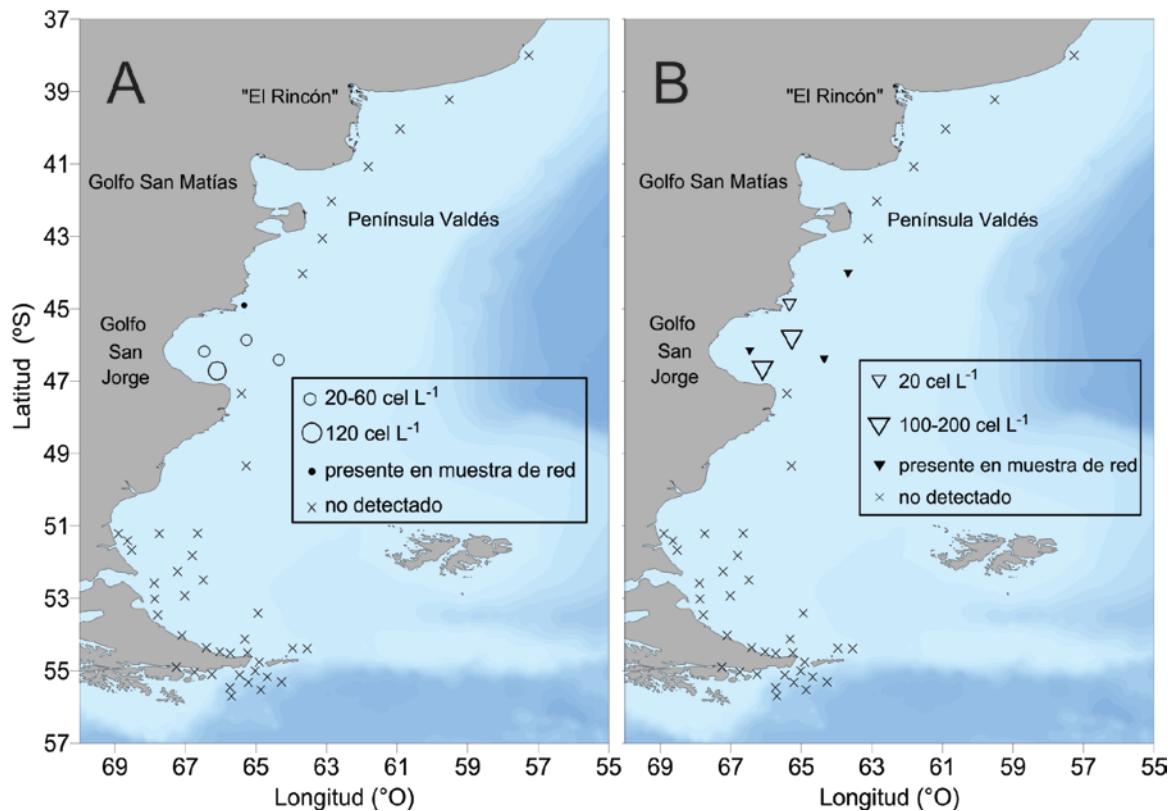 A
B
37
39
41
43
45
47
49
51
53
55
57
Latitud (ºS)
"El Rincón"
Golfo San Matías
Península Valdés
Golfo
San
Jorge
20-60 cel L⁻¹
120 cel L⁻¹
presente en muestra de red
no detectado
69 67 65 63 61 59 57 55
Longitud (°O)
"El Rincón"
Golfo San Matías
Península Valdés
Golfo
San
Jorge
20 cel L⁻¹
100-200 cel L⁻¹
presente en muestra de red
no detectado
69 67 65 63 61 59 57 55
Longitud (°O)